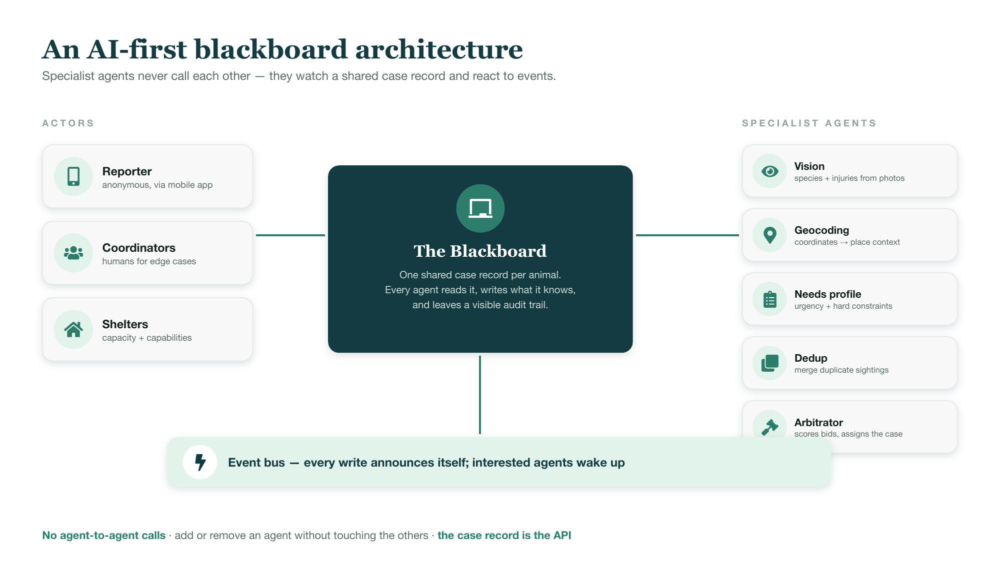 An AI-first blackboard architecture
Specialist agents never call each other — they watch a shared case record and react to events.
ACTORS
Reporter
anonymous, via mobile app
Coordinators
humans for edge cases
Shelters
capacity + capabilities
The Blackboard
One shared case record per animal.
Every agent reads it, writes what it knows,
and leaves a visible audit trail.
SPECIALIST AGENTS
Vision
species + injuries from photos
Geocoding
coordinates → place context
Needs profile
urgency + hard constraints
Dedup
merge duplicate sightings
Arbitrator
scores bids, assigns the case
Event bus — every write announces itself; interested agents wake up
No agent-to-agent calls · add or remove an agent without touching the others · the case record is the API